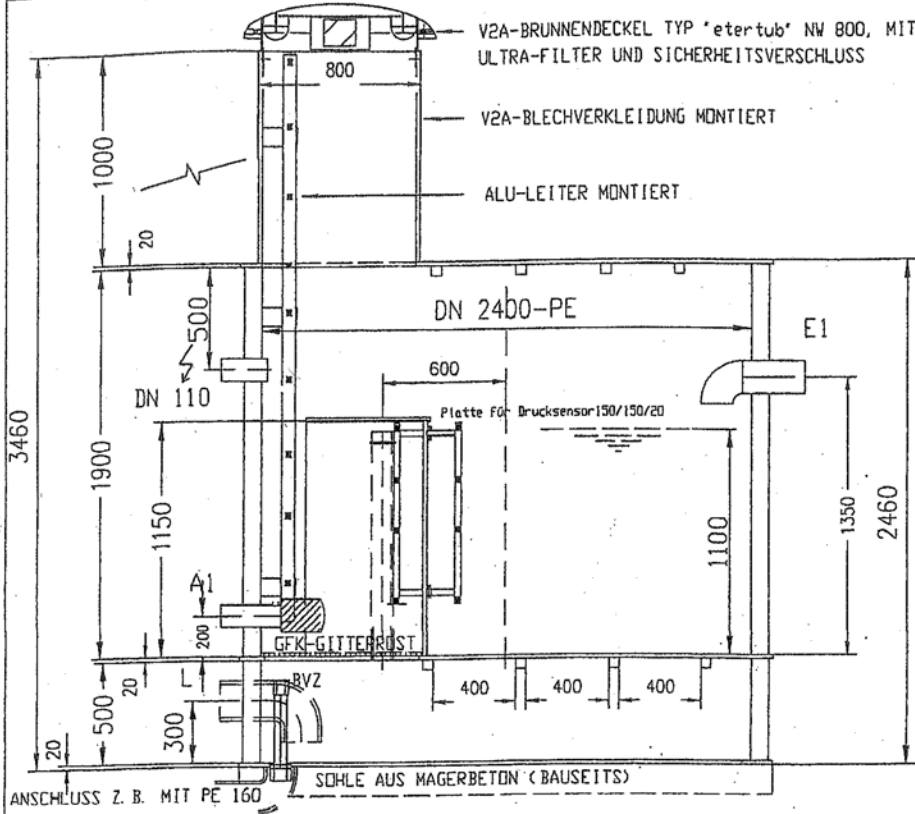 V2A-BRUNNENDECKEL TYP "etertub" NW 800, MIT
ULTRA-FILTER UND SICHERHEITSVERSCHLUSS
800
V2A-BLECHVERKLEIDUNG MONTIERT
1000
ALU-LEITER MONTIERT
20
500
DN 2400-PE
E1
DN 110
600
Platte für Drucksensor150/150/20
3460
1900
1150
1100
1350
2460
A1
200
GFK-GITTERROST
20
L
BVZ
400
400
400
500
300
20
SOHLE AUS MAGERBETON (BAUSEITS)
ANSCHLUSS Z. B. MIT PE 160